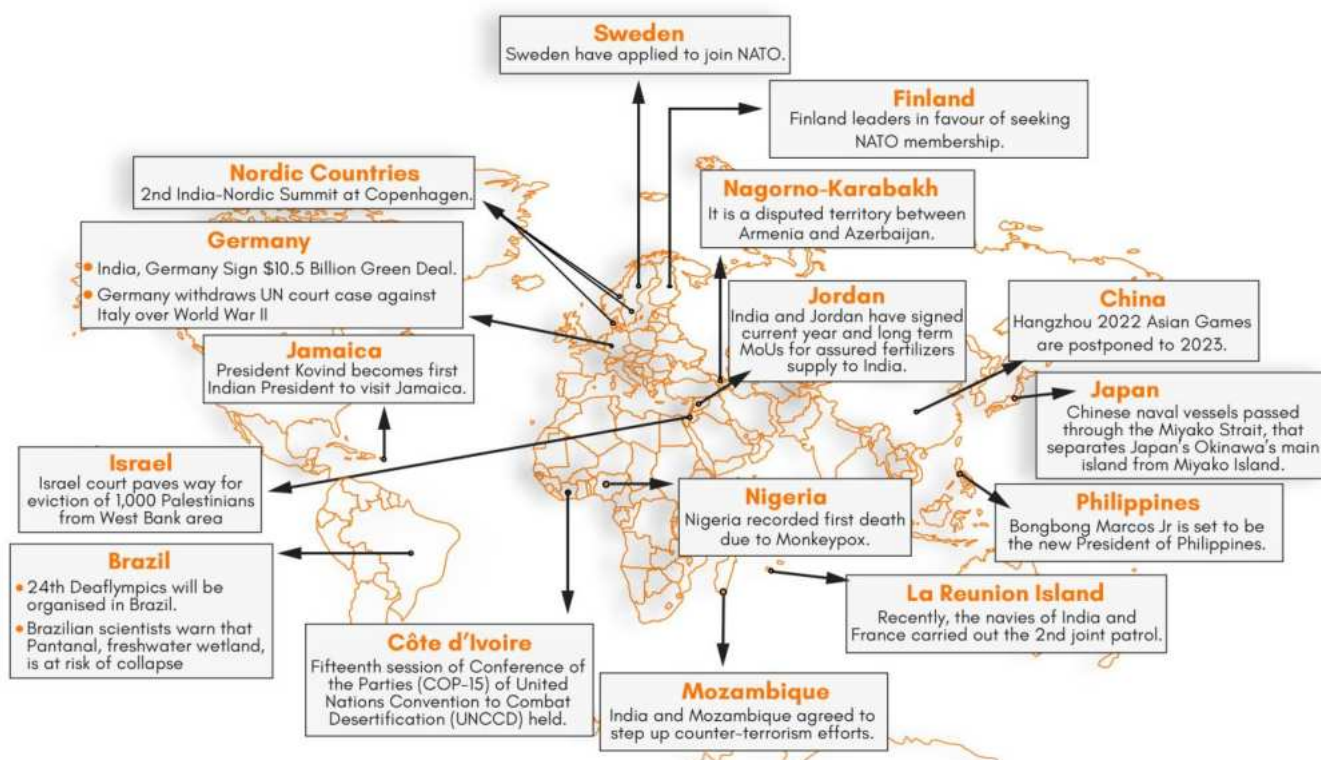 Sweden
Sweden have applied to join NATO.
Finland
Finland leaders in favour of seeking
NATO membership.
Nordic Countries
2nd India-Nordic Summit at Copenhagen.
Nagorno-Karabakh
It is a disputed territory between
Armenia and Azerbaijan.
Germany
India, Germany Sign $10.5 Billion Green Deal.
Germany withdraws UN court case against
Italy over World War II
Jordan
India and Jordan have signed
current year and long term
MoUs for assured fertilizers
supply to India.
China
Hangzhou 2022 Asian Games
are postponed to 2023.
Jamaica
President Kovind becomes first
Indian President to visit Jamaica.
Japan
Chinese naval vessels passed
through the Miyako Strait, that
separates Japan's Okinawa's main
island from Miyako Island.
Israel
Israel court paves way for
eviction of 1,000 Palestinians
from West Bank area
Nigeria
Nigeria recorded first death
due to Monkeypox.
Philippines
Bongbong Marcos Jr is set to be
the new President of Philippines.
Brazil
24th Deaflympics will be
organised in Brazil.
Brazilian scientists warn that
Pantanal, freshwater wetland,
is at risk of collapse
La Reunion Island
Recently, the navies of India and
France carried out the 2nd joint patrol.
Côte d'Ivoire
Fifteenth session of Conference of
the Parties (COP-15) of United
Nations Convention to Combat
Desertification (UNCCD) held.
Mozambique
India and Mozambique agreed to
step up counter-terrorism efforts.